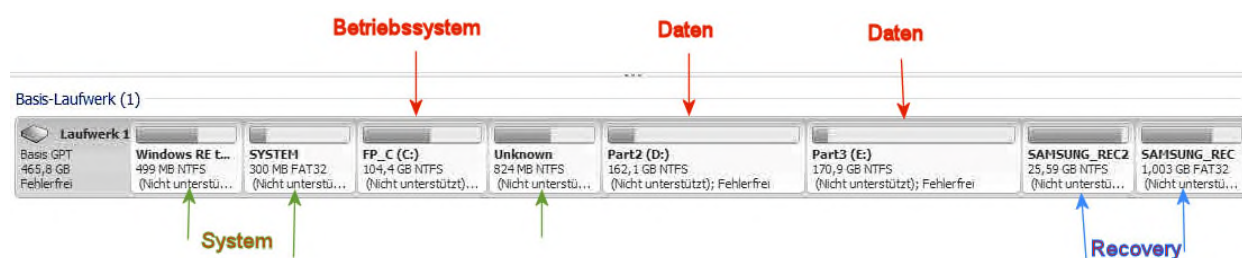 Betriebssystem
Daten
Daten
Basis-Laufwerk (1)
Laufwerk 1
Basis GPT
465,8 GB
Fehlerfrei
Windows RE t...
499 MB NTFS
(Nicht unterstü...
SYSTEM
300 MB FAT32
(Nicht unterstü...
FP_C (C:)
104,4 GB NTFS
(Nicht unterstützt)...
Unknown
824 MB NTFS
(Nicht unterstü...
Part2 (D:)
162,1 GB NTFS
(Nicht unterstützt); Fehlerfrei
Part3 (E:)
170,9 GB NTFS
(Nicht unterstützt); Fehlerfrei
SAMSUNG_REC2
25,59 GB NTFS
(Nicht unterstü...
SAMSUNG_REC
1,003 GB FAT32
(Nicht unterstü...
System
Recovery